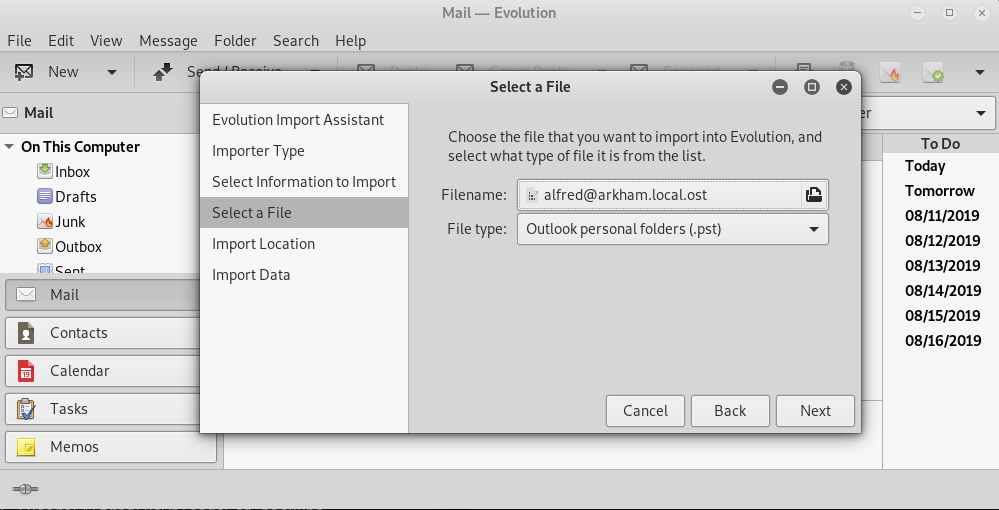 Mail — Evolution
File Edit View Message Folder Search Help
New Send / Receive
Mail
On This Computer
Inbox
Drafts
Junk
Outbox
Sent
Mail
Contacts
Calendar
Tasks
Memos
Select a File
Evolution Import Assistant
Importer Type
Select Information to Import
Select a File
Import Location
Import Data
Choose the file that you want to import into Evolution, and
select what type of file it is from the list.
Filename: alfred@arkham.local.ost
File type: Outlook personal folders (.pst)
Cancel Back Next
To Do
Today
Tomorrow
08/11/2019
08/12/2019
08/13/2019
08/14/2019
08/15/2019
08/16/2019